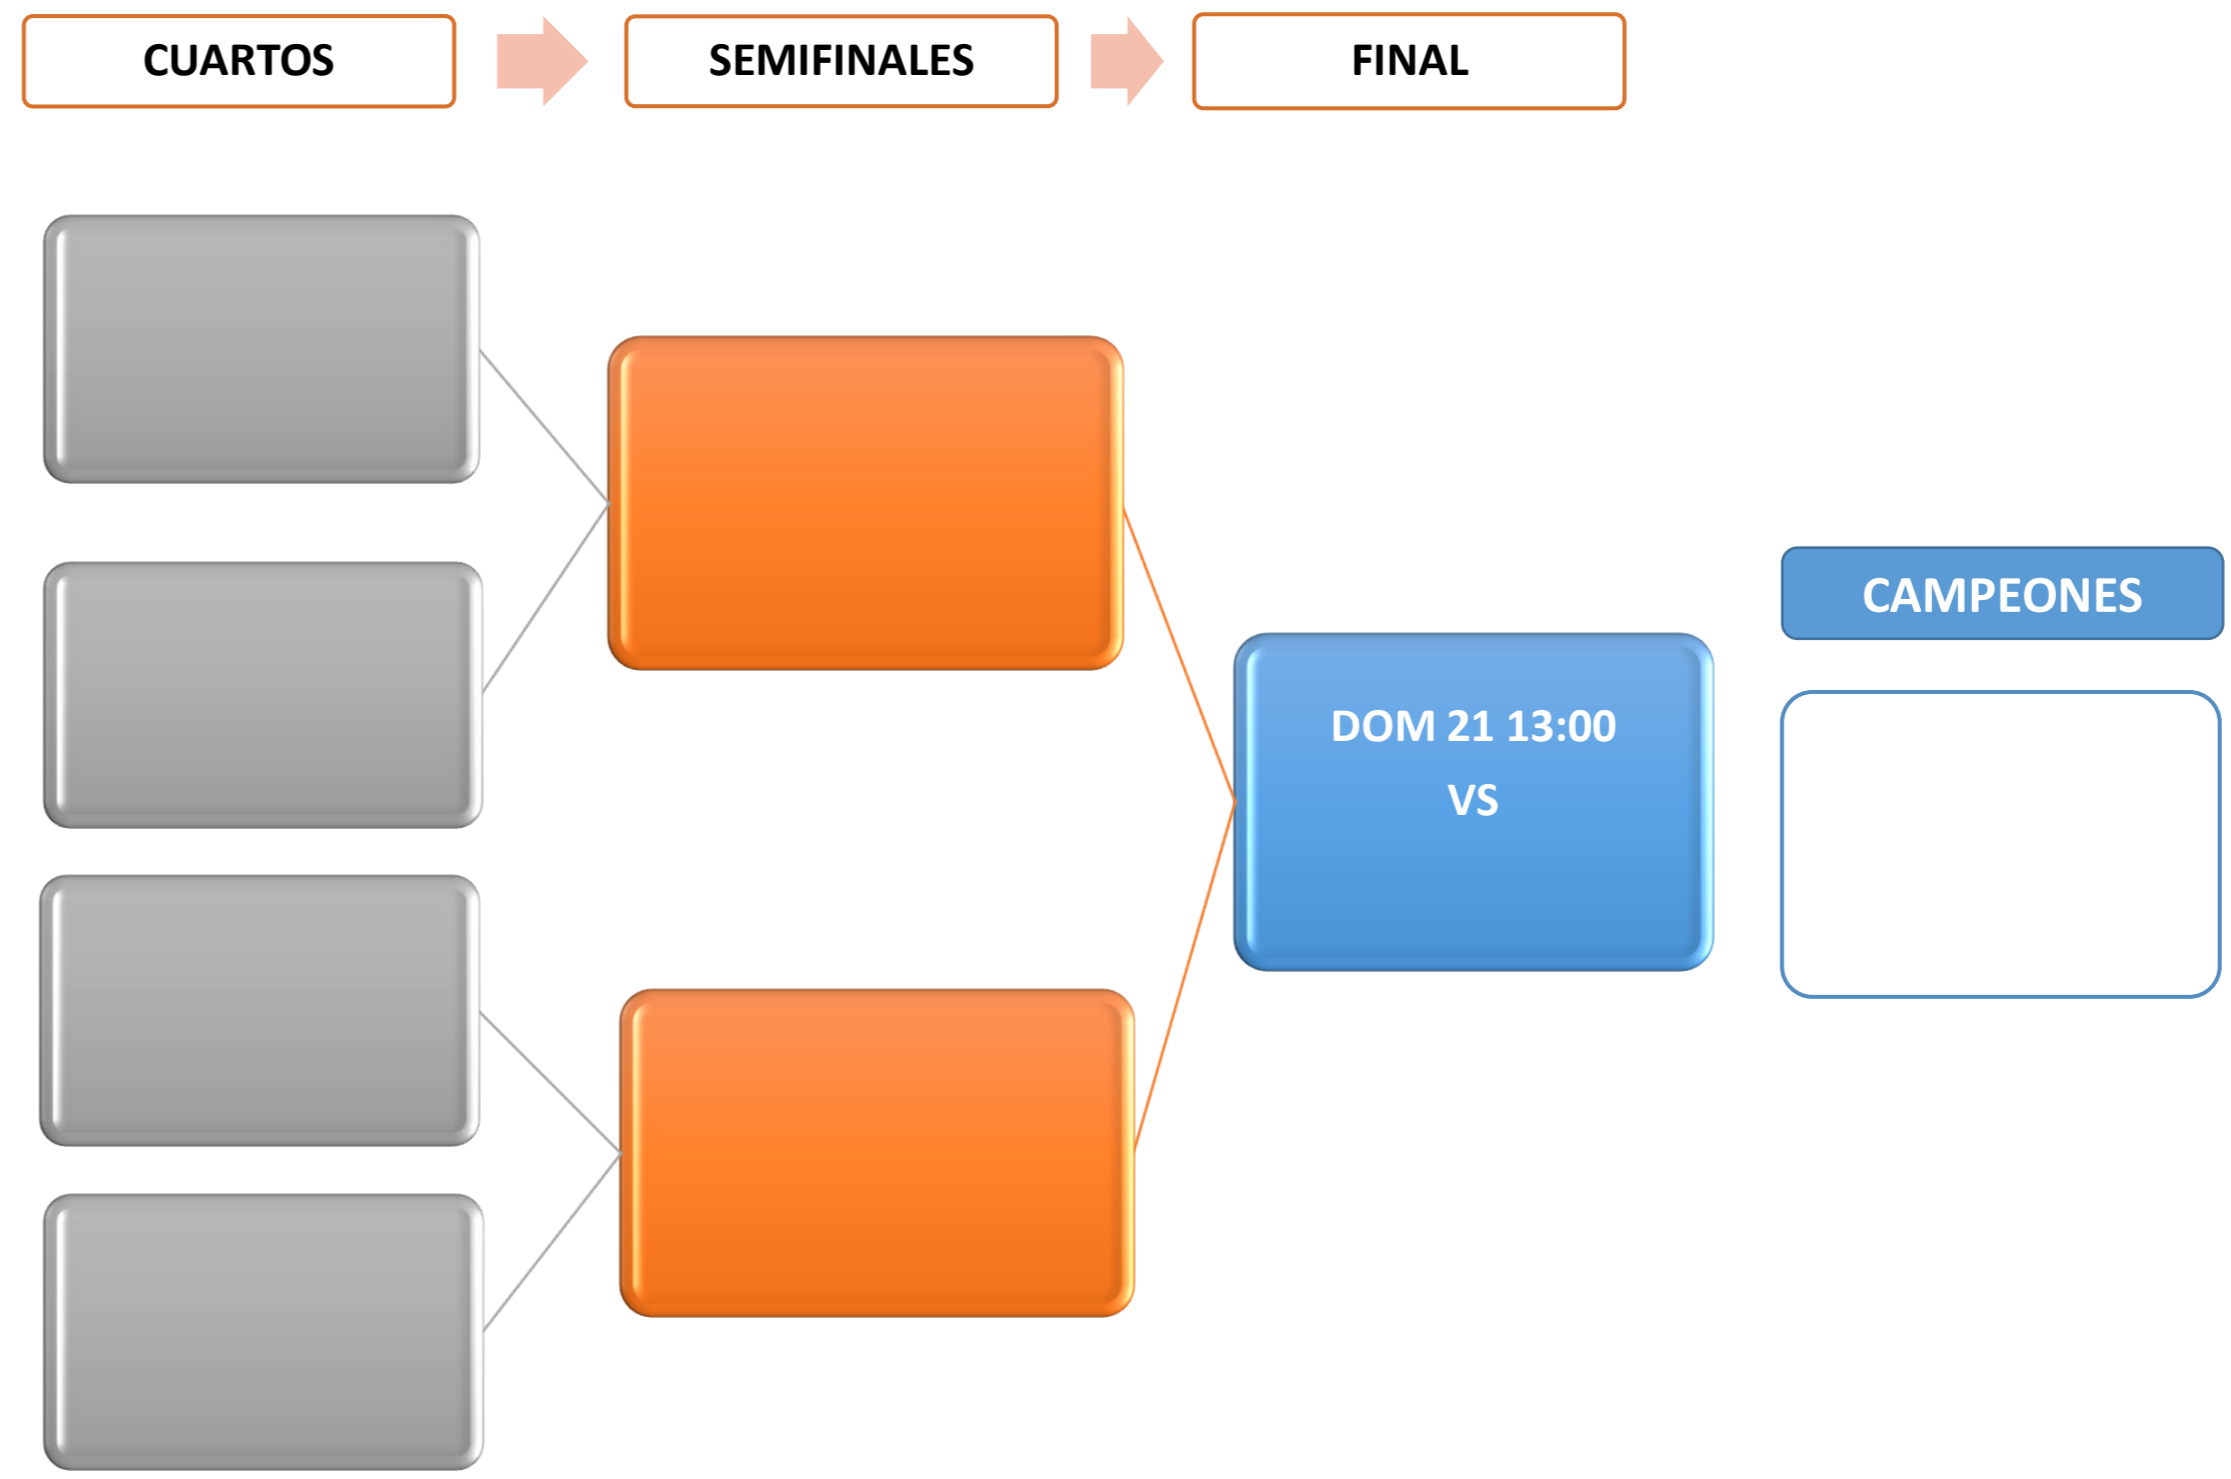 CUARTOS
SEMIFINALES
FINAL
CAMPEONES
DOM 21 13:00
VS